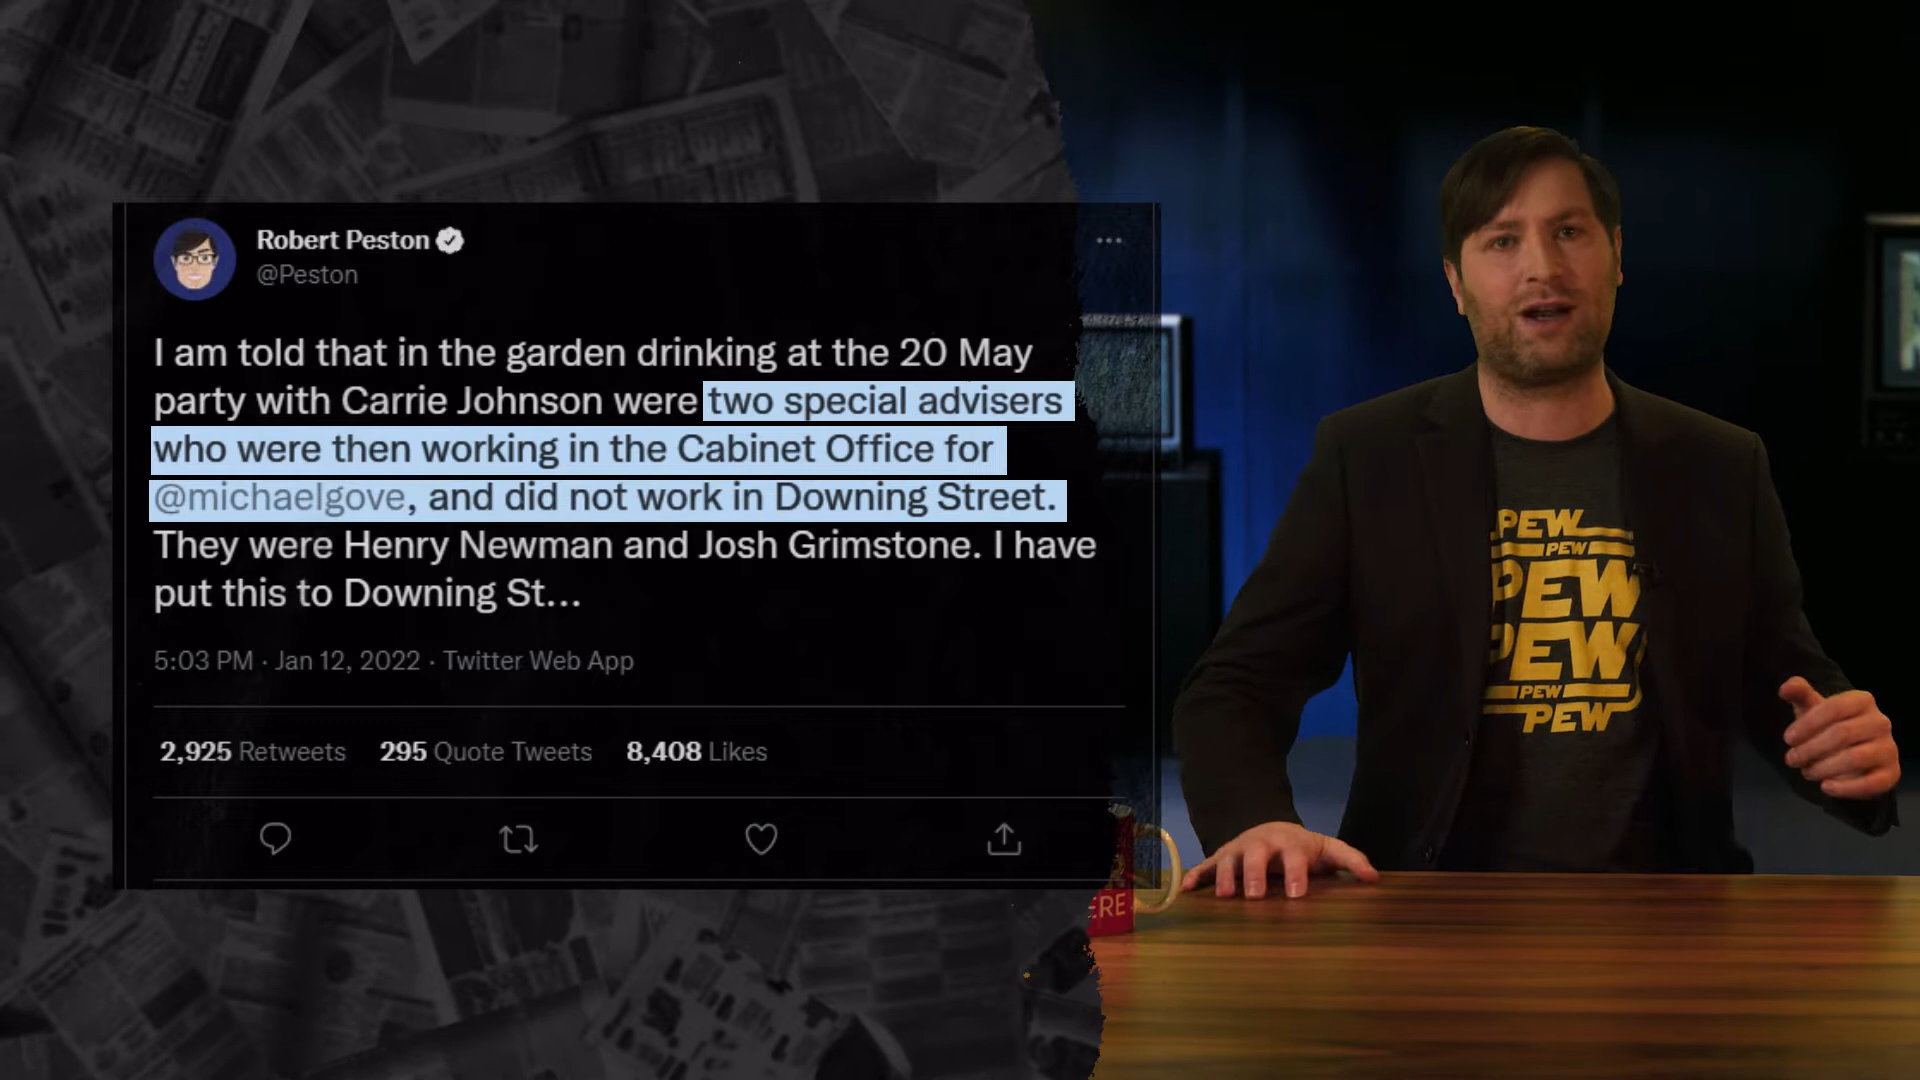 Robert Peston
@Peston
I am told that in the garden drinking at the 20 May
party with Carrie Johnson were two special advisers
who were then working in the Cabinet Office for
@michaelgove, and did not work in Downing Street.
They were Henry Newman and Josh Grimstone. I have
put this to Downing St...
5:03 PM · Jan 12, 2022 · Twitter Web App
2,925 Retweets 295 Quote Tweets 8,408 Likes
PEW
PEW
PEW
PEW
PEW
PEW
ERE